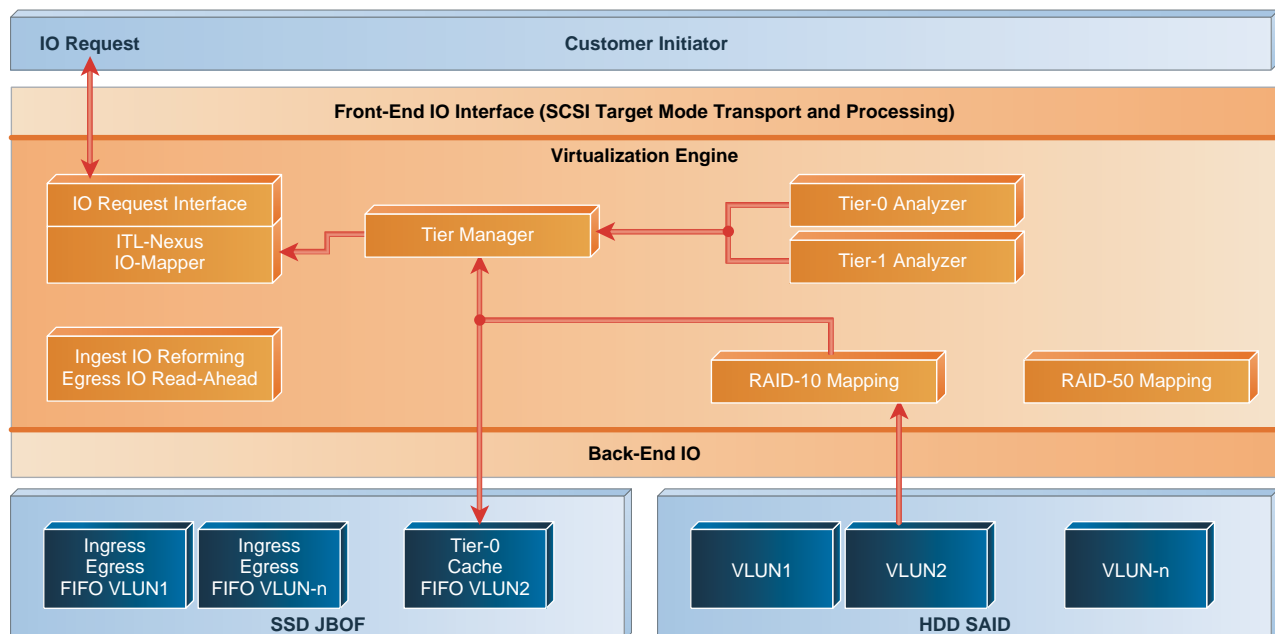 IO Request
Customer Initiator
Front-End IO Interface (SCSI Target Mode Transport and Processing)
Virtualization Engine
IO Request Interface
ITL-Nexus
IO-Mapper
Tier Manager
Tier-0 Analyzer
Tier-1 Analyzer
Ingest IO Reforming
Egress IO Read-Ahead
RAID-10 Mapping
RAID-50 Mapping
Back-End IO
Ingress
Egress
FIFO VLUN1
Ingress
Egress
FIFO VLUN-n
Tier-0
Cache
FIFO VLUN2
SSD JBOF
VLUN1
VLUN2
VLUN-n
HDD SAID